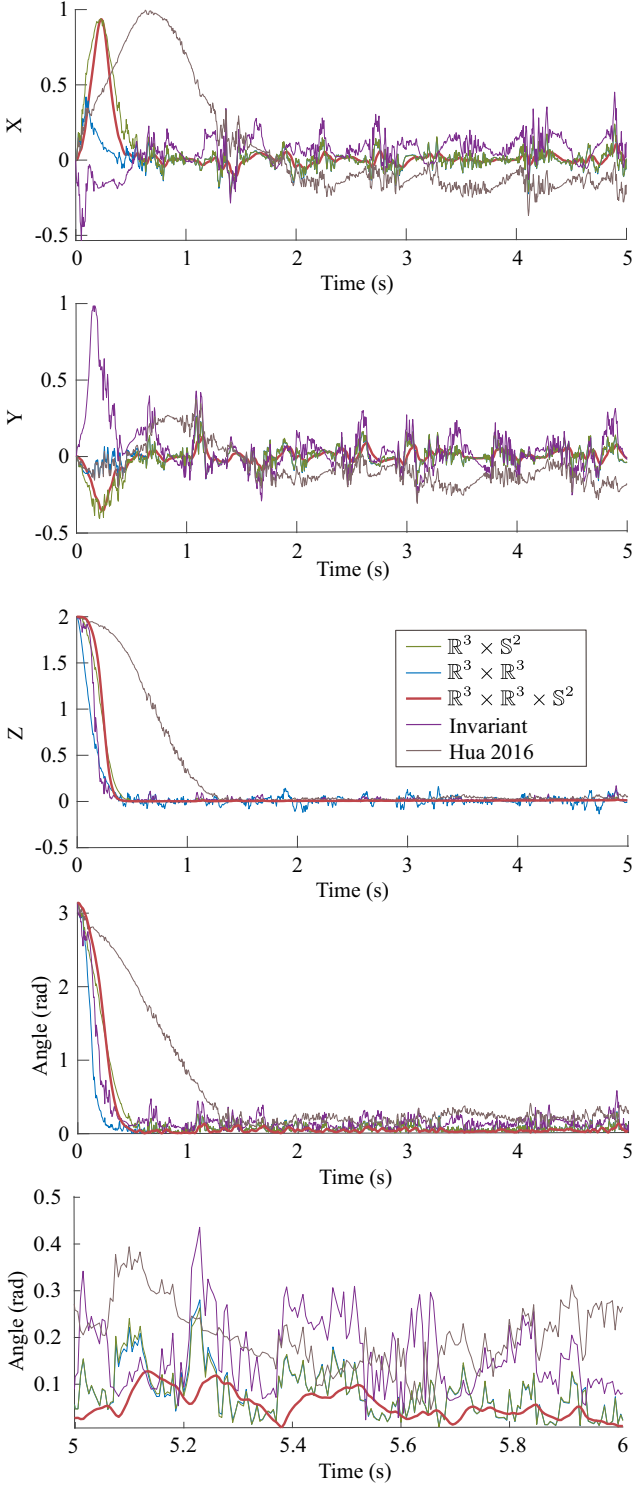 X
1
0.5
0
-0.5
0 1 2 3 4 5
Time (s)
Y
1
0.5
0
-0.5
0 1 2 3 4 5
Time (s)
Z
2
1.5
1
0.5
0
-0.5
ℝ³ × 𝕊²
ℝ³ × ℝ³
ℝ³ × ℝ³ × 𝕊²
Invariant
Hua 2016
0 1 2 3 4 5
Time (s)
Angle (rad)
3
2
1
0
0 1 2 3 4 5
Time (s)
Angle (rad)
0.5
0.4
0.3
0.2
0.1
5 5.2 5.4 5.6 5.8 6
Time (s)